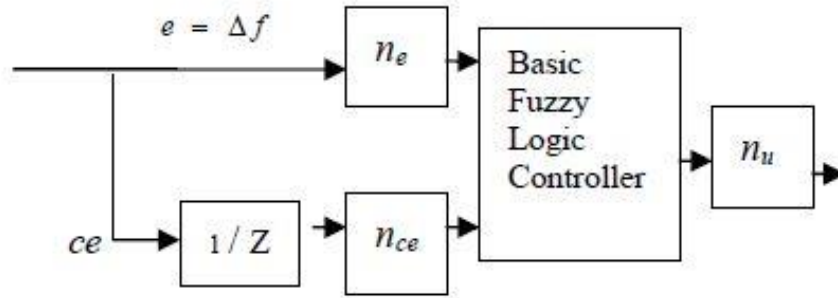 e = Δf
n_e
Basic
Fuzzy
Logic
Controller
n_u
ce
1 / Z
n_ce